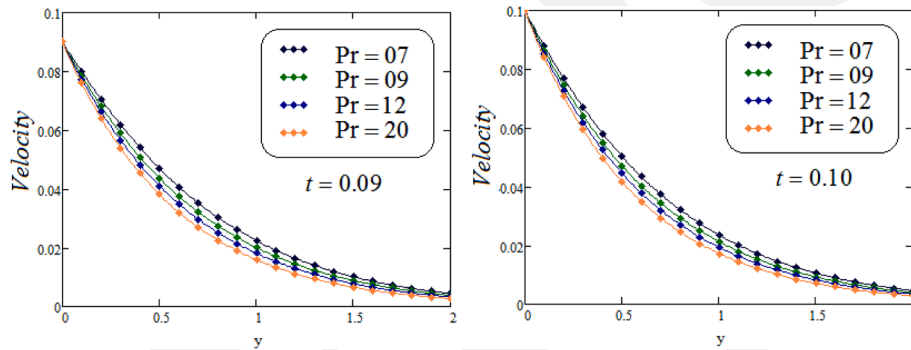 0.1
0.08
0.06
0.04
0.02
0
Velocity
Pr = 07
Pr = 09
Pr = 12
Pr = 20
t = 0.09
0 0.5 1 1.5 2
y
0.1
0.08
0.06
0.04
0.02
0
Velocity
Pr = 07
Pr = 09
Pr = 12
Pr = 20
t = 0.10
0 0.5 1 1.5
y